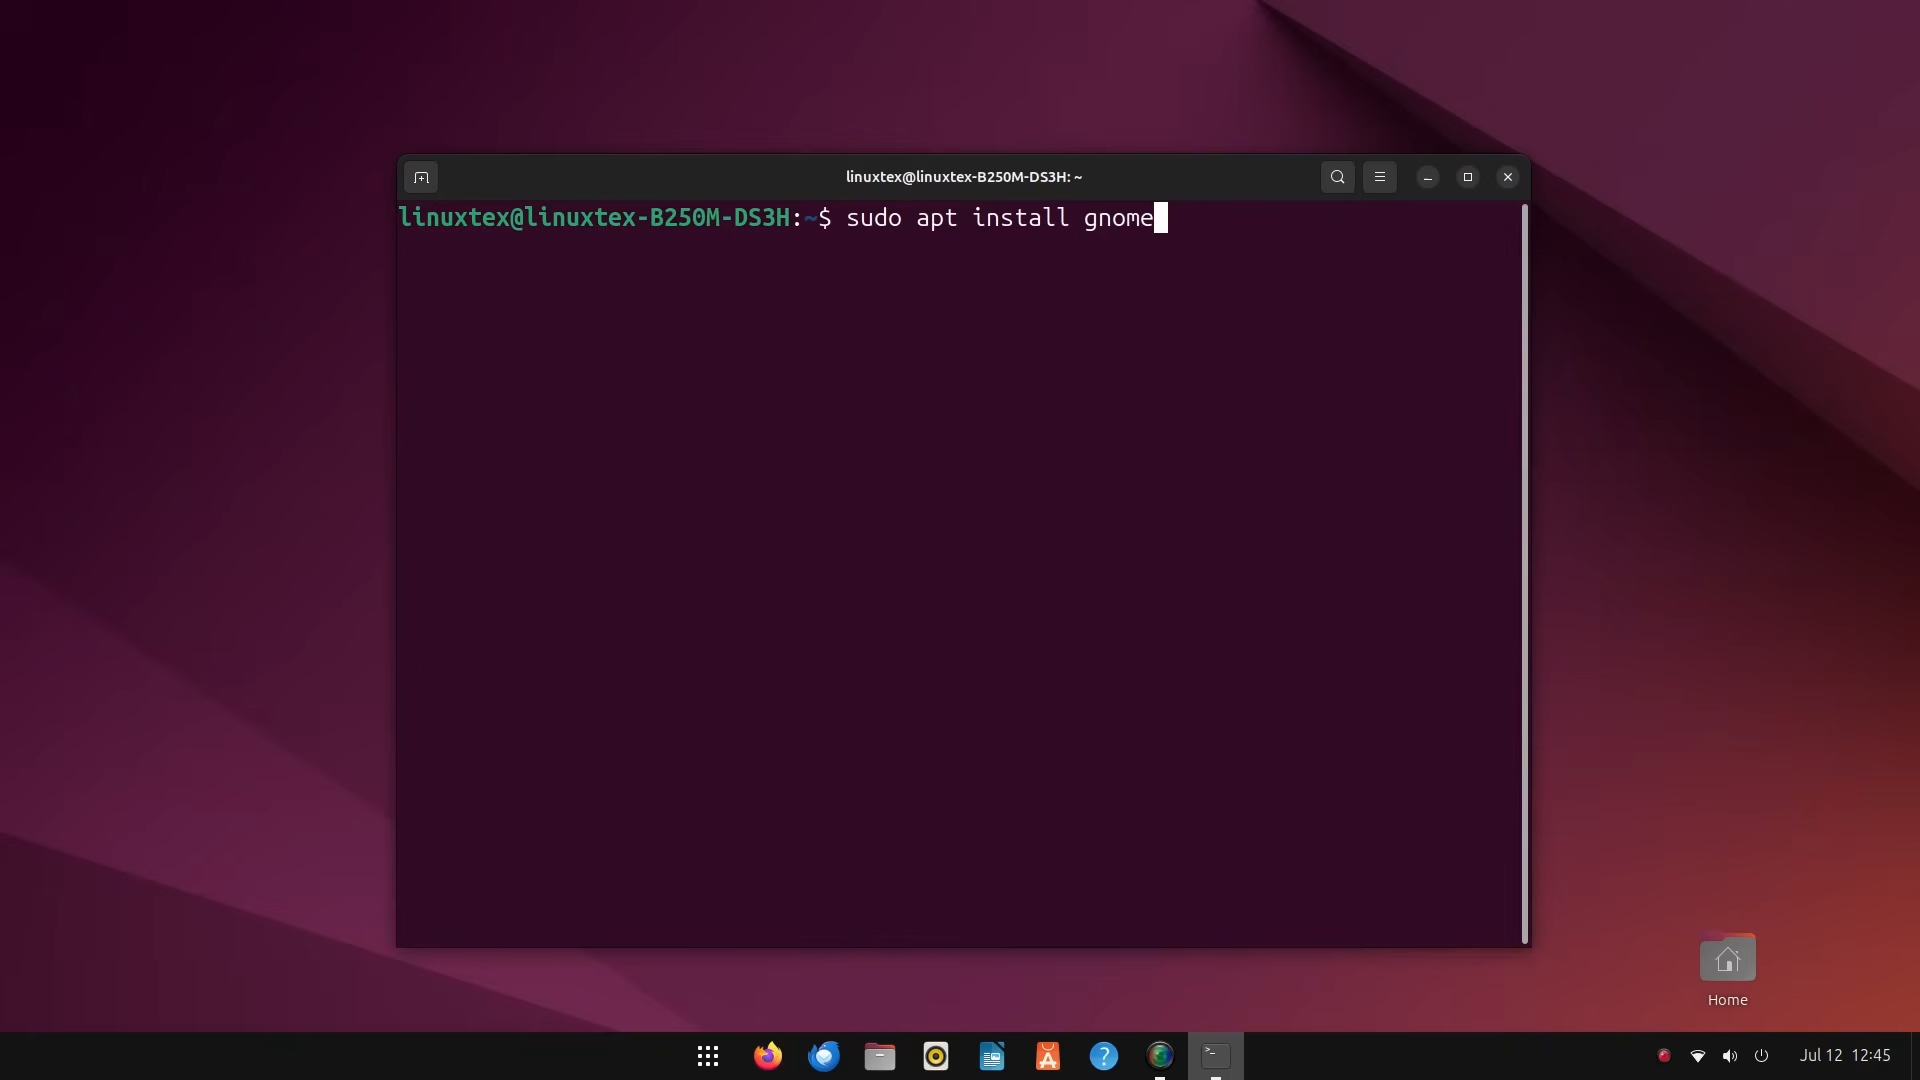 linuxtex@linuxtex-B250M-DS3H: ~
linuxtex@linuxtex-B250M-DS3H:~$ sudo apt install gnome
Home
Jul 12 12:45